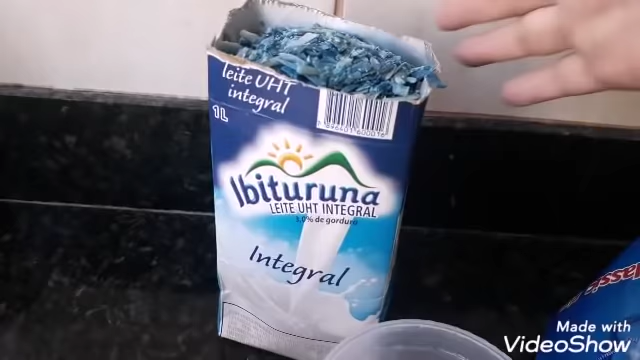 leite UHT
integral
1L
Ibituruna
LEITE UHT INTEGRAL
3,0% de gordura
Integral
Made with
VideoShow